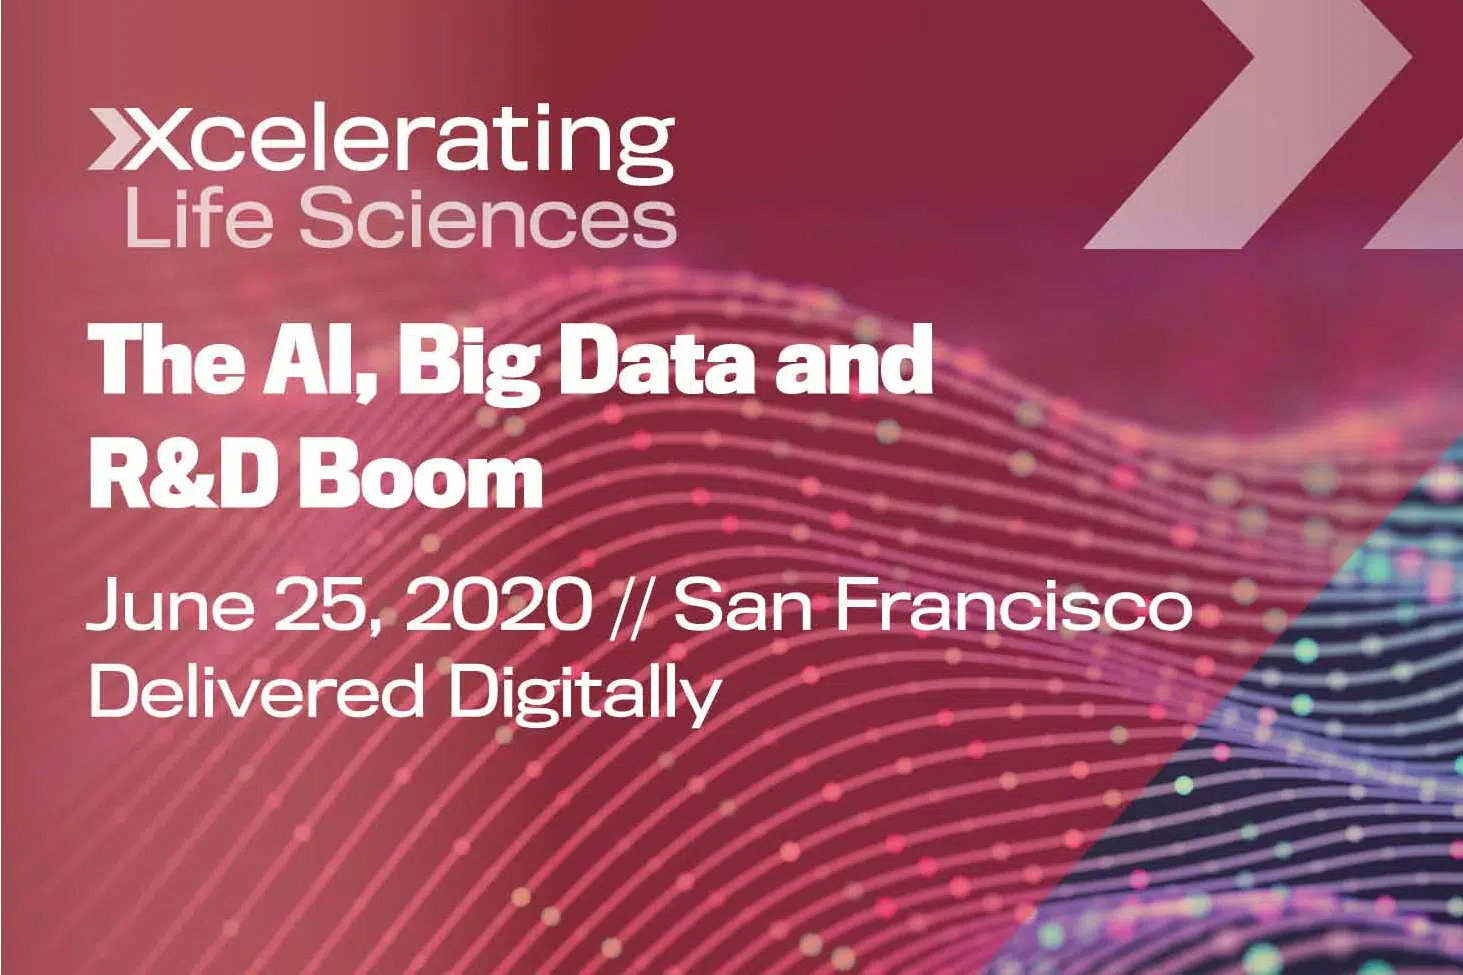 Xcelerating
Life Sciences
The AI, Big Data and
R&D Boom
June 25, 2020 // San Francisco
Delivered Digitally